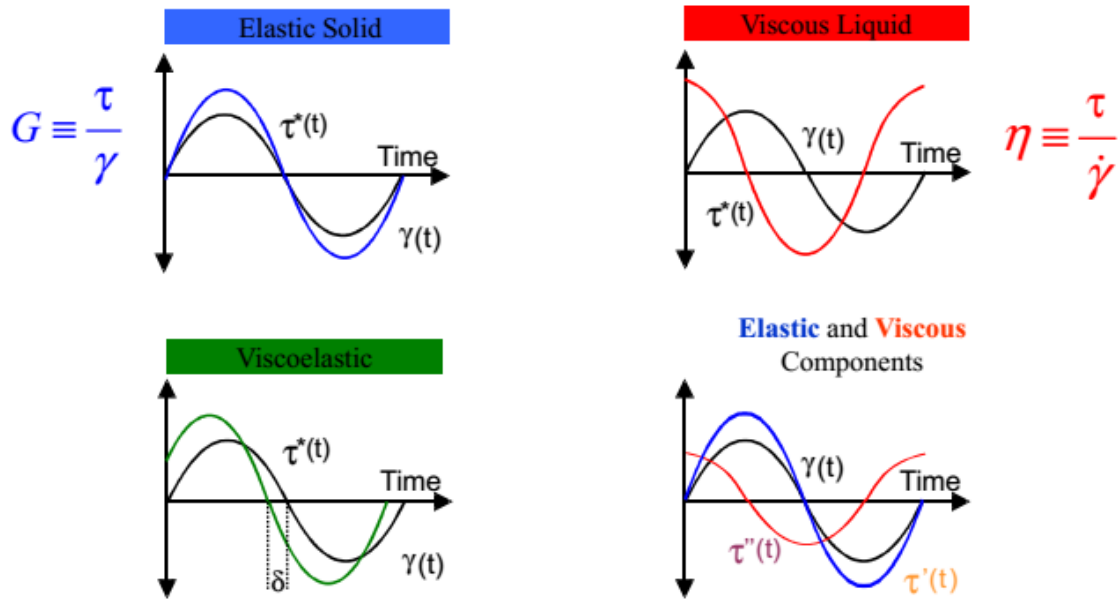 Elastic Solid
G ≡ τ/γ
τ*(t)
Time
γ(t)
Viscous Liquid
γ(t)
Time
τ*(t)
η ≡ τ/γ̇
Viscoelastic
τ*(t)
Time
γ(t)
δ
Elastic and Viscous
Components
γ(t)
Time
τ"(t)
τ'(t)